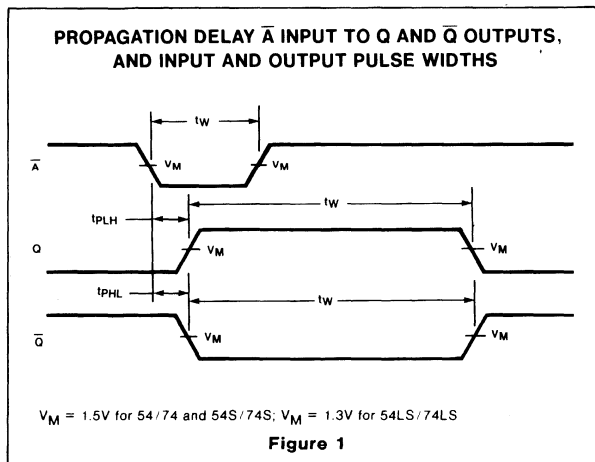 PROPAGATION DELAY A̅ INPUT TO Q AND Q̅ OUTPUTS,
AND INPUT AND OUTPUT PULSE WIDTHS
tW
A̅
VM
VM
tPLH
tW
Q
VM
VM
tPHL
tW
Q̅
VM
VM
VM = 1.5V for 54/74 and 54S/74S; VM = 1.3V for 54LS/74LS
Figure 1